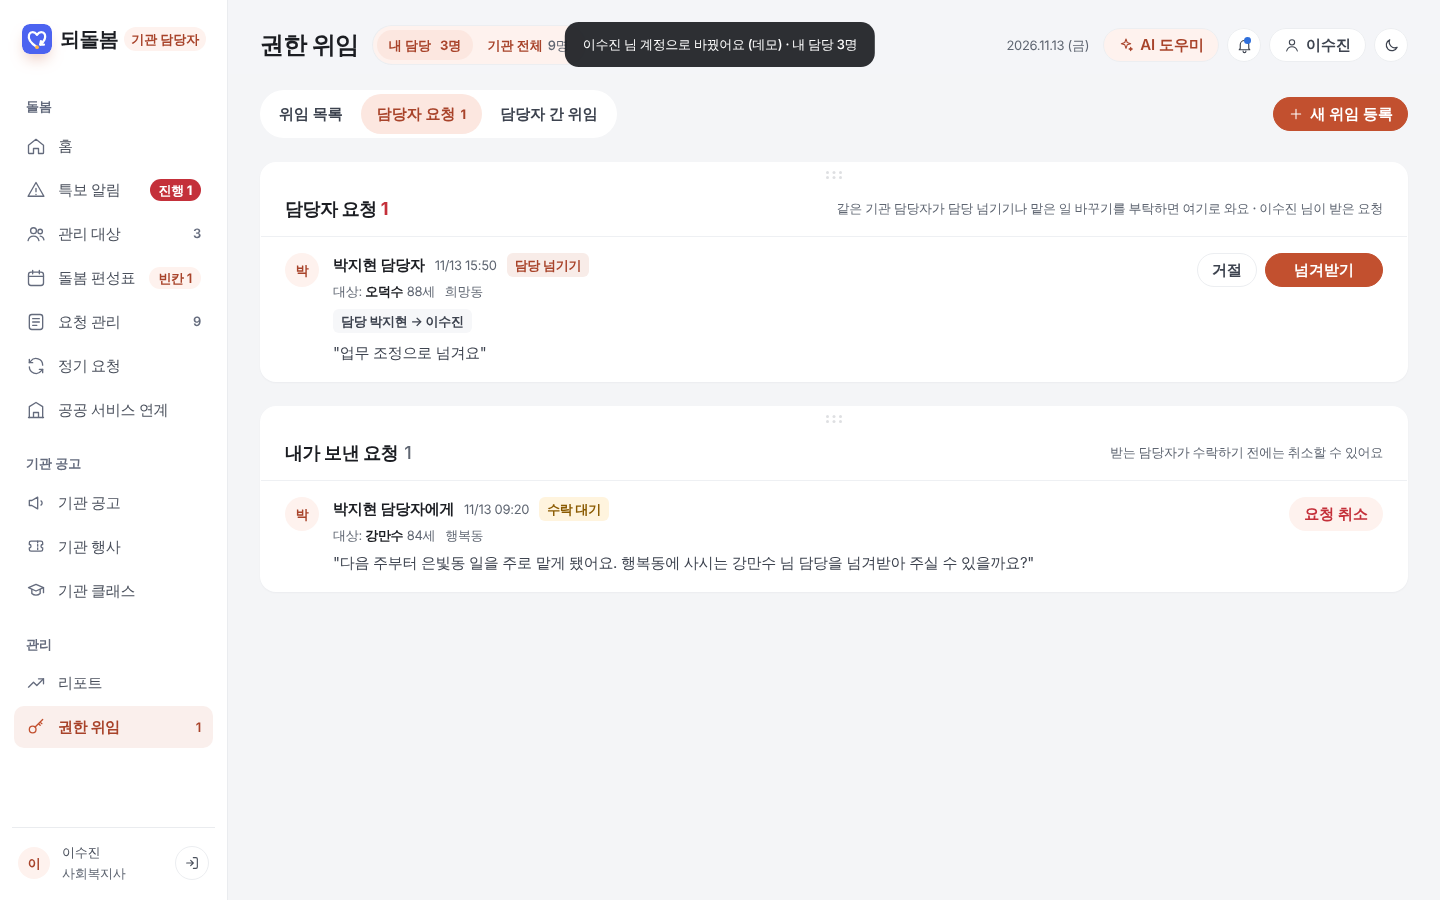 되돌봄 기관 담당자
돌봄
홈
특보 알림 진행 1
관리 대상 3
돌봄 편성표 빈칸 1
요청 관리 9
정기 요청
공공 서비스 연계
기관 공고
기관 공고
기관 행사
기관 클래스
관리
리포트
권한 위임 1
이
이수진
사회복지사
권한 위임 내 담당 3명 기관 전체
이수진 님 계정으로 바꿨어요 (데모) · 내 담당 3명
2026.11.13 (금) AI 도우미 이수진
위임 목록 담당자 요청 1 담당자 간 위임
새 위임 등록
담당자 요청 1
같은 기관 담당자가 담당 넘기기나 맡은 일 바꾸기를 부탁하면 여기로 와요 · 이수진 님이 받은 요청
박
박지현 담당자 11/13 15:50 담당 넘기기
거절 넘겨받기
대상: 오덕수 88세 희망동
담당 박지현 → 이수진
"업무 조정으로 넘겨요"
내가 보낸 요청 1
받는 담당자가 수락하기 전에는 취소할 수 있어요
박
박지현 담당자에게 11/13 09:20 수락 대기
요청 취소
대상: 강만수 84세 행복동
"다음 주부터 은빛동 일을 주로 맡게 됐어요. 행복동에 사시는 강만수 님 담당을 넘겨받아 주실 수 있을까요?"